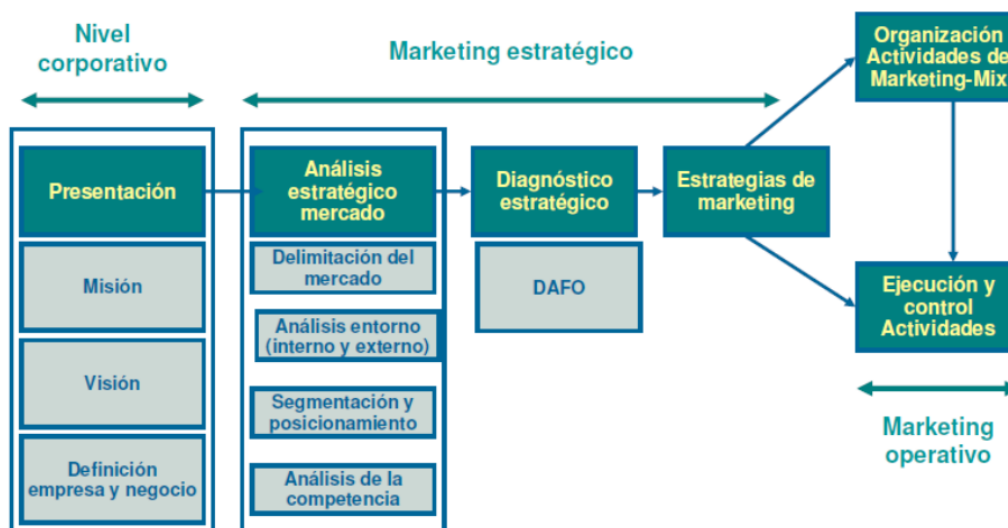 Nivel
corporativo
Marketing estratégico
Organización
Actividades de
Marketing-Mix
Presentación
Análisis
estratégico
mercado
Diagnóstico
estratégico
Estrategias de
marketing
Misión
Delimitación del
mercado
DAFO
Ejecución y
control
Actividades
Análisis entorno
(interno y externo)
Visión
Segmentación y
posicionamiento
Marketing
operativo
Definición
empresa y negocio
Análisis de la
competencia